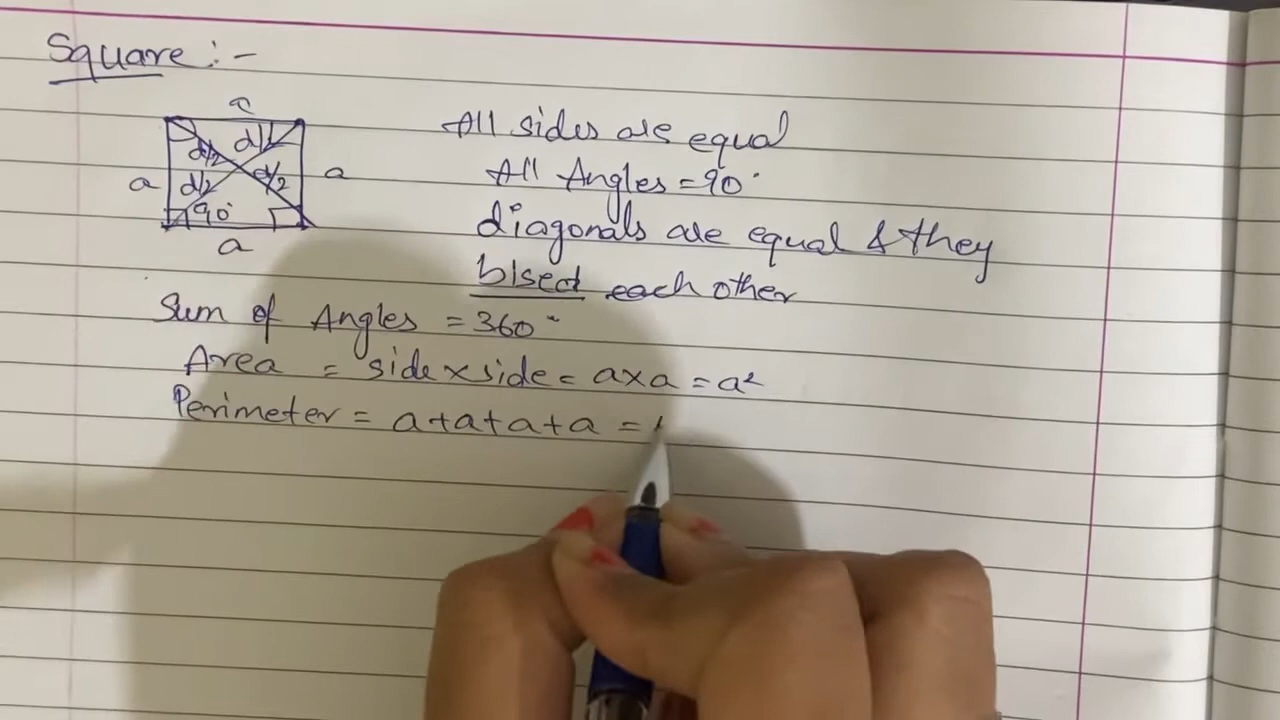 Square :-
a
d/2 d/2
a d/2 d/2 a
90°
a
All sides are equal
All Angles = 90°
diagonals are equal & they
bisect each other
Sum of Angles = 360°
Area = side x side = a x a = a²
Perimeter = a + a + a + a =